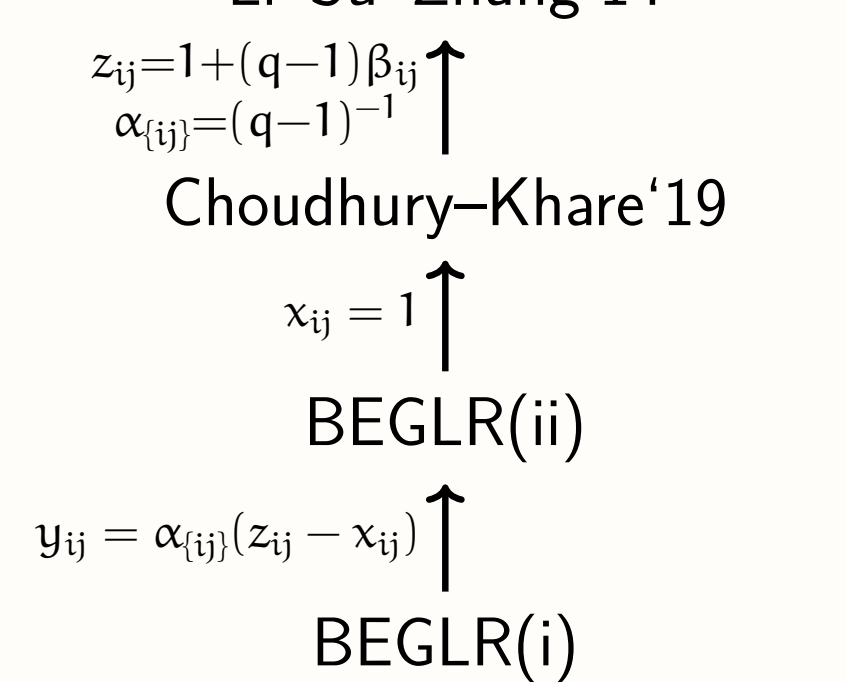 z_{ij}=1+(q−1)β_{ij}
α_{\{ij\}}=(q−1)^{−1}
Choudhury–Khare‘19
x_{ij} = 1
BEGLR(ii)
y_{ij} = α_{\{ij\}}(z_{ij} − x_{ij})
BEGLR(i)